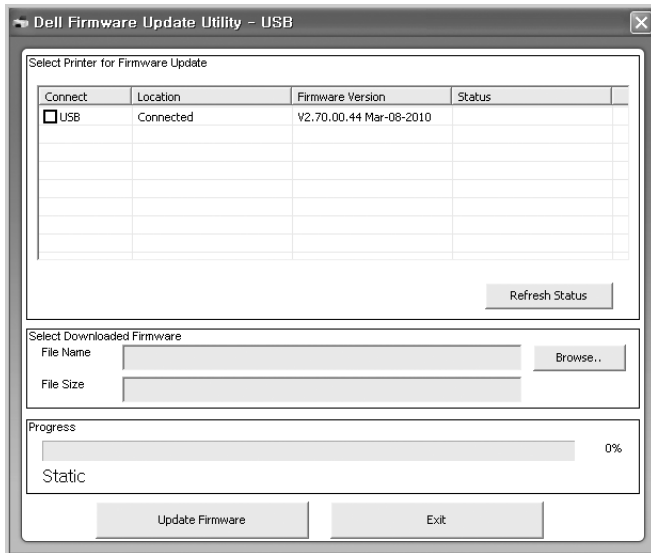 Dell Firmware Update Utility - USB
Select Printer for Firmware Update
Connect Location Firmware Version Status
USB Connected V2.70.00.44 Mar-08-2010
Refresh Status
Select Downloaded Firmware
File Name Browse..
File Size
Progress
0%
Static
Update Firmware Exit